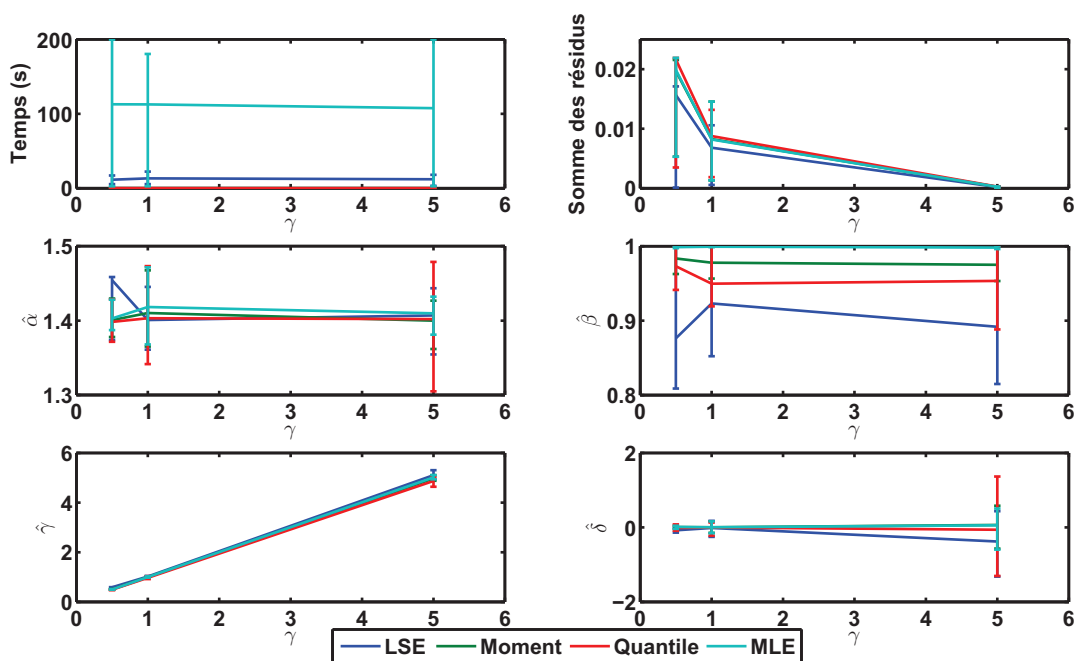 200
100
0
0 1 2 3 4 5 6
γ
Temps (s)
0.02
0.01
0
0 1 2 3 4 5 6
γ
Somme des résidus
1.5
1.4
1.3
0 1 2 3 4 5 6
γ
α̂
1
0.9
0.8
0 1 2 3 4 5 6
γ
β̂
6
4
2
0
0 1 2 3 4 5 6
γ
γ̂
2
0
−2
0 1 2 3 4 5 6
γ
δ̂
LSE Moment Quantile MLE